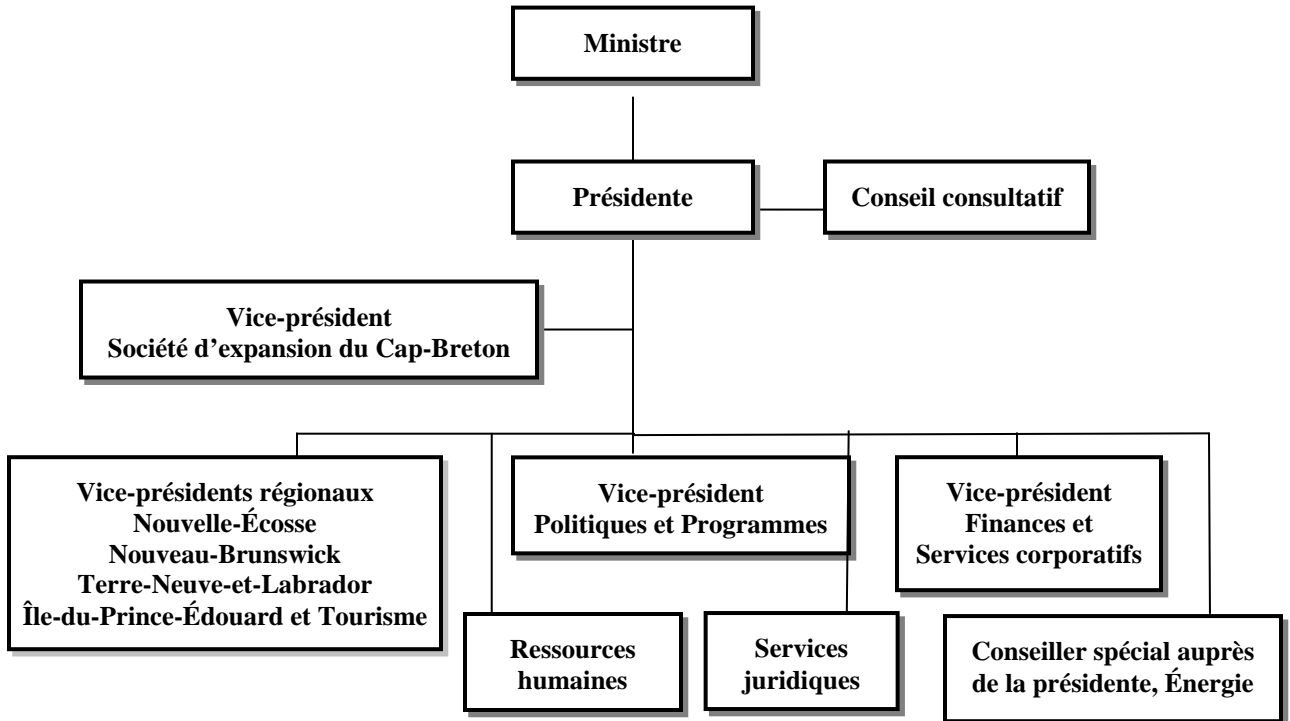 Ministre
Présidente
Conseil consultatif
Vice-président
Société d’expansion du Cap-Breton
Vice-présidents régionaux
Nouvelle-Écosse
Nouveau-Brunswick
Terre-Neuve-et-Labrador
Île-du-Prince-Édouard et Tourisme
Vice-président
Politiques et Programmes
Vice-président
Finances et
Services corporatifs
Ressources
humaines
Services
juridiques
Conseiller spécial auprès
de la présidente, Énergie